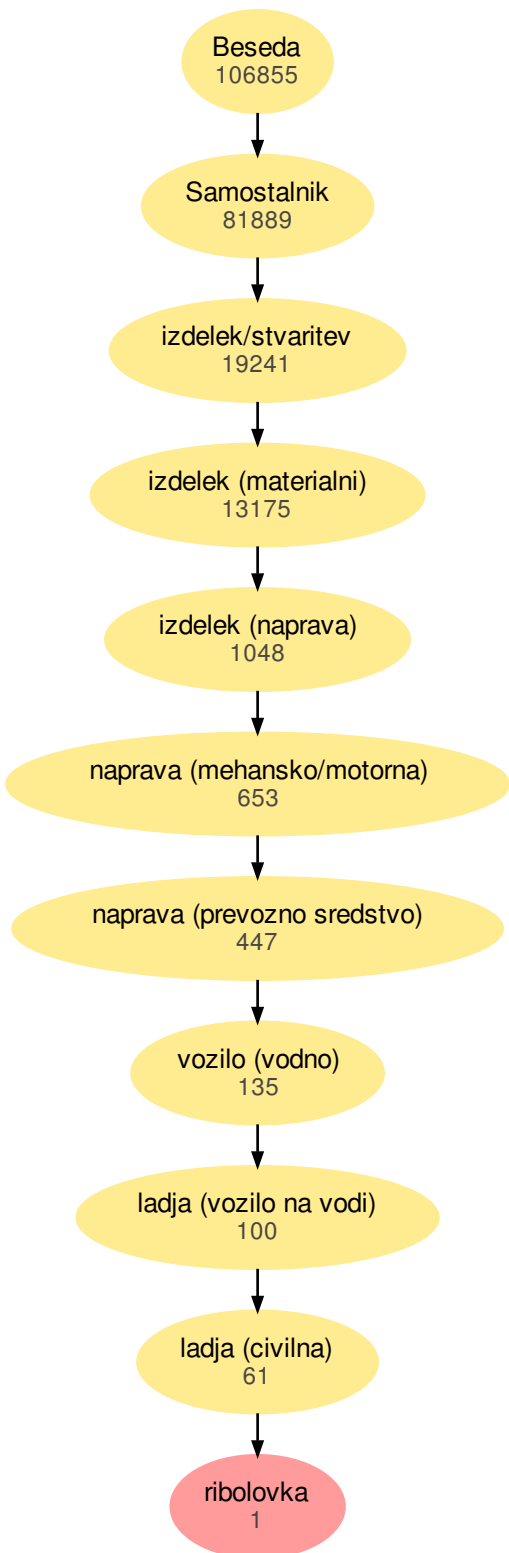 Beseda
106855
Samostalnik
81889
izdelek/stvaritev
19241
izdelek (materialni)
13175
izdelek (naprava)
1048
naprava (mehansko/motorna)
653
naprava (prevozno sredstvo)
447
vozilo (vodno)
135
ladja (vozilo na vodi)
100
ladja (civilna)
61
ribolovka
1